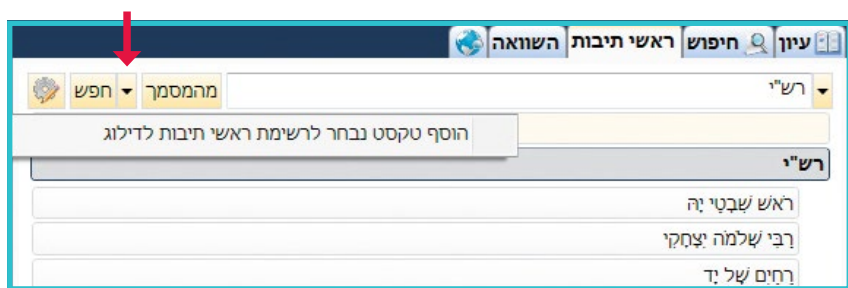 עיון חיפוש ראשי תיבות השוואה
רש"י מהמסמך חפש
הוסף טקסט נבחר לרשימת ראשי תיבות לדילוג
רש"י
רֹאשׁ שִׁבְטֵי יָהּ
רַבִּי שְׁלֹמֹה יִצְחָקִי
רֵחַיִם שֶׁל יָד